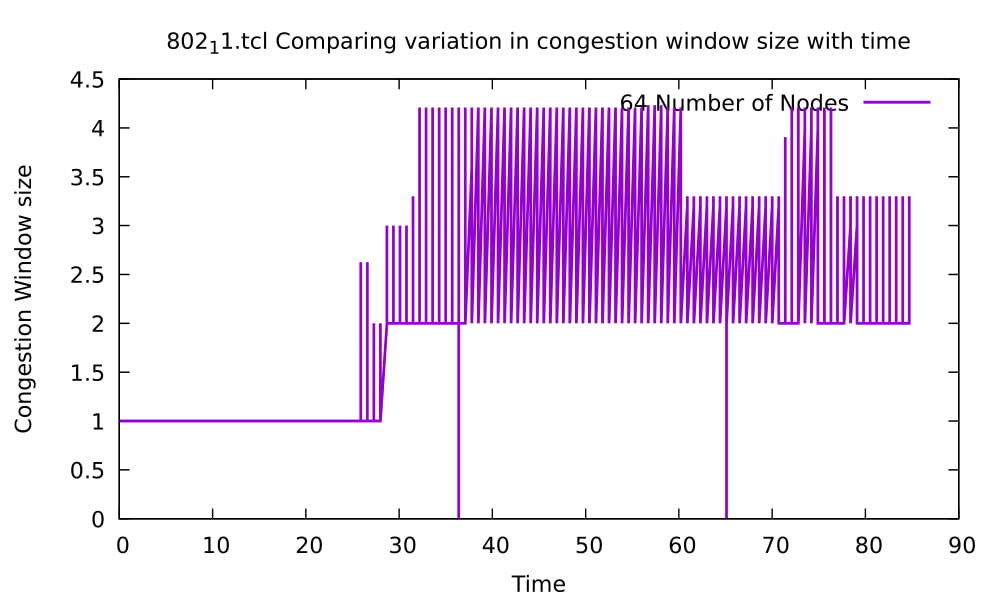 802₁1.tcl Comparing variation in congestion window size with time
64 Number of Nodes
Congestion Window size
4.5
4
3.5
3
2.5
2
1.5
1
0.5
0
0 10 20 30 40 50 60 70 80 90
Time